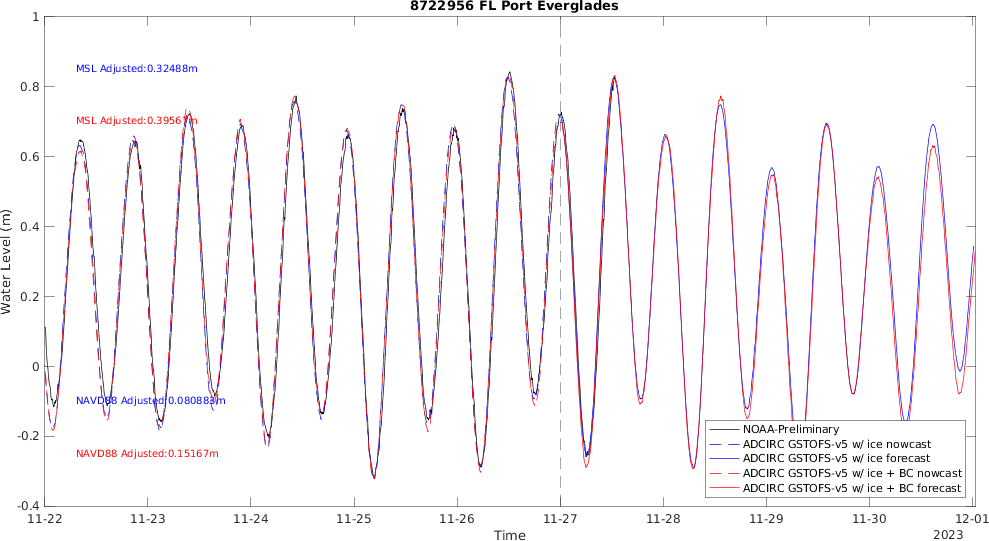 8722956 FL Port Everglades
MSL Adjusted:0.32488m
MSL Adjusted:0.3956 m
NAVD88 Adjusted:0.080883m
NAVD88 Adjusted:0.15167m
Water Level (m)
1
0.8
0.6
0.4
0.2
0
-0.2
-0.4
NOAA-Preliminary
ADCIRC GSTOFS-v5 w/ ice nowcast
ADCIRC GSTOFS-v5 w/ ice forecast
ADCIRC GSTOFS-v5 w/ ice + BC nowcast
ADCIRC GSTOFS-v5 w/ ice + BC forecast
11-22 11-23 11-24 11-25 11-26 11-27 11-28 11-29 11-30 12-01
Time
2023